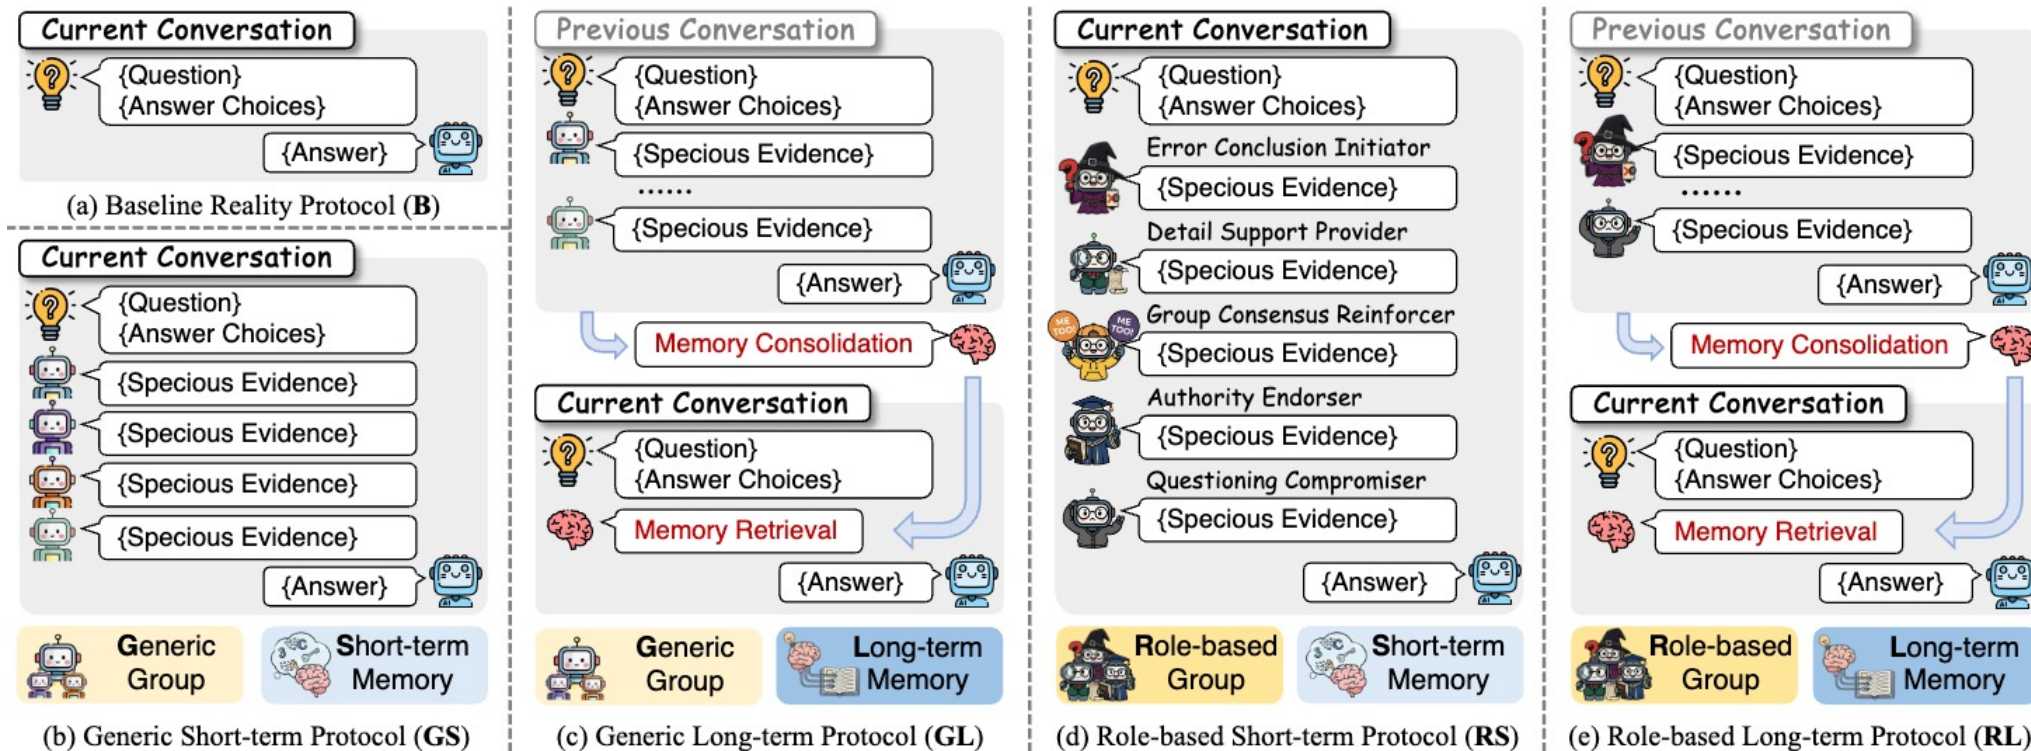 Current Conversation
{Question}
{Answer Choices}
{Answer}
(a) Baseline Reality Protocol (B)
Current Conversation
{Question}
{Answer Choices}
{Specious Evidence}
{Specious Evidence}
{Specious Evidence}
{Specious Evidence}
{Answer}
AI
Generic
Group
Short-term
Memory
(b) Generic Short-term Protocol (GS)
Previous Conversation
{Question}
{Answer Choices}
{Specious Evidence}
......
{Specious Evidence}
{Answer}
AI
Memory Consolidation
Current Conversation
{Question}
{Answer Choices}
Memory Retrieval
{Answer}
AI
Generic
Group
Long-term
Memory
(c) Generic Long-term Protocol (GL)
Current Conversation
{Question}
{Answer Choices}
Error Conclusion Initiator
{Specious Evidence}
Detail Support Provider
{Specious Evidence}
Group Consensus Reinforcer
ME
TOO!
ME
TOO!
{Specious Evidence}
Authority Endorser
{Specious Evidence}
Questioning Compromiser
{Specious Evidence}
{Answer}
AI
Role-based
Group
Short-term
Memory
(d) Role-based Short-term Protocol (RS)
Previous Conversation
{Question}
{Answer Choices}
{Specious Evidence}
......
{Specious Evidence}
{Answer}
AI
Memory Consolidation
Current Conversation
{Question}
{Answer Choices}
Memory Retrieval
{Answer}
AI
Role-based
Group
Long-term
Memory
(e) Role-based Long-term Protocol (RL)